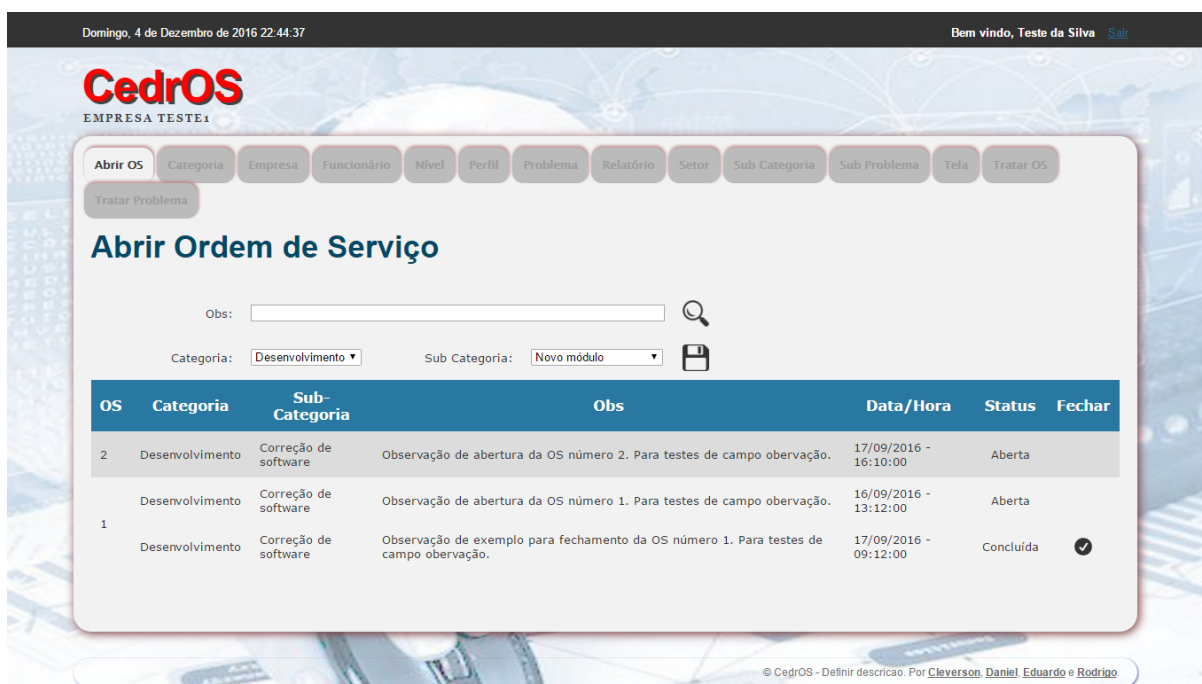 Domingo, 4 de Dezembro de 2016 22:44:37
Bem vindo, Teste da Silva Sair
CedrOS
EMPRESA TESTE1
Abrir OS Categoria Empresa Funcionário Nível Perfil Problema Relatório Setor Sub Categoria Sub Problema Tela Tratar OS
Tratar Problema
Abrir Ordem de Serviço
Obs:
Categoria: Desenvolvimento Sub Categoria: Novo módulo
OS Categoria Sub-Categoria Obs Data/Hora Status Fechar
2 Desenvolvimento Correção de software Observação de abertura da OS número 2. Para testes de campo obervação. 17/09/2016 - 16:10:00 Aberta
1 Desenvolvimento Correção de software Observação de abertura da OS número 1. Para testes de campo obervação. 16/09/2016 - 13:12:00 Aberta
Desenvolvimento Correção de software Observação de exemplo para fechamento da OS número 1. Para testes de campo obervação. 17/09/2016 - 09:12:00 Concluída
© CedrOS - Definir descricao. Por Cleverson, Daniel, Eduardo e Rodrigo.